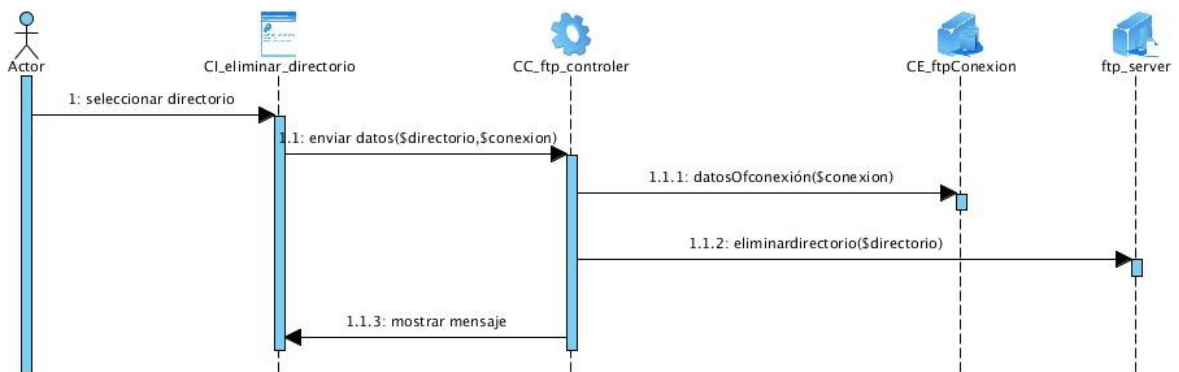 Actor
CI_eliminar_directorio
CC_ftp_controler
CE_ftpConexion
ftp_server
1: seleccionar directorio
1.1: enviar datos($directorio,$conexion)
1.1.1: datosOfconexión($conexion)
1.1.2: eliminardirectorio($directorio)
1.1.3: mostrar mensaje